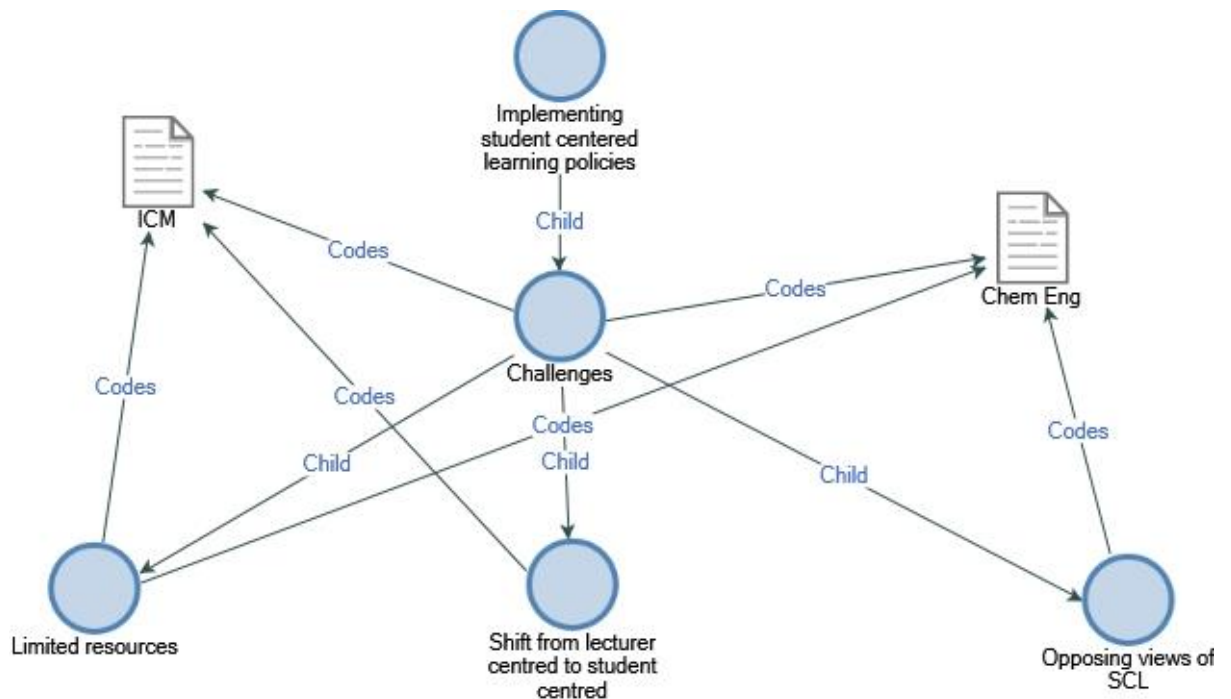 Implementing
student centered
learning policies
ICM
Child
Codes
Codes
Chem Eng
Challenges
Codes
Codes
Codes
Codes
Child
Child
Child
Limited resources
Shift from lecturer
centred to student
centred
Opposing views of
SCL